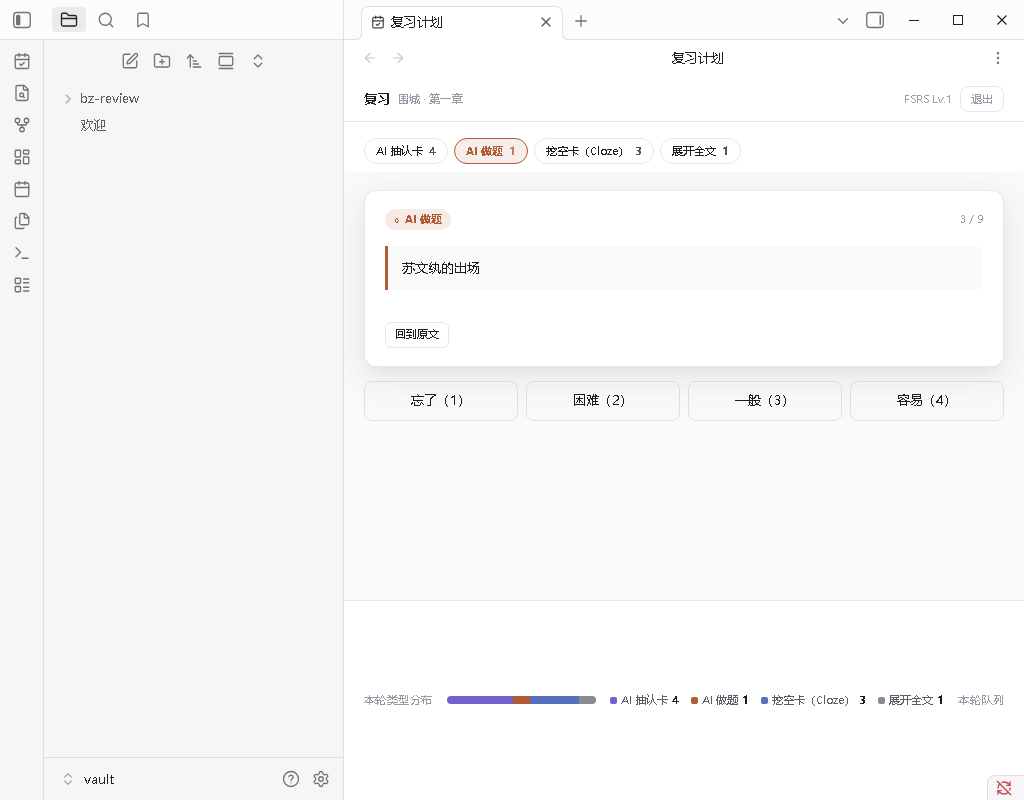 复习计划
复习计划
bz-review
欢迎
复习 围城 · 第一章
FSRS Lv.1 退出
AI 抽认卡 4 AI 做题 1 挖空卡（Cloze） 3 展开全文 1
AI 做题
3 / 9
苏文纨的出场
回到原文
忘了（1） 困难（2） 一般（3） 容易（4）
本轮类型分布 AI 抽认卡 4 AI 做题 1 挖空卡（Cloze） 3 展开全文 1 本轮队列
vault